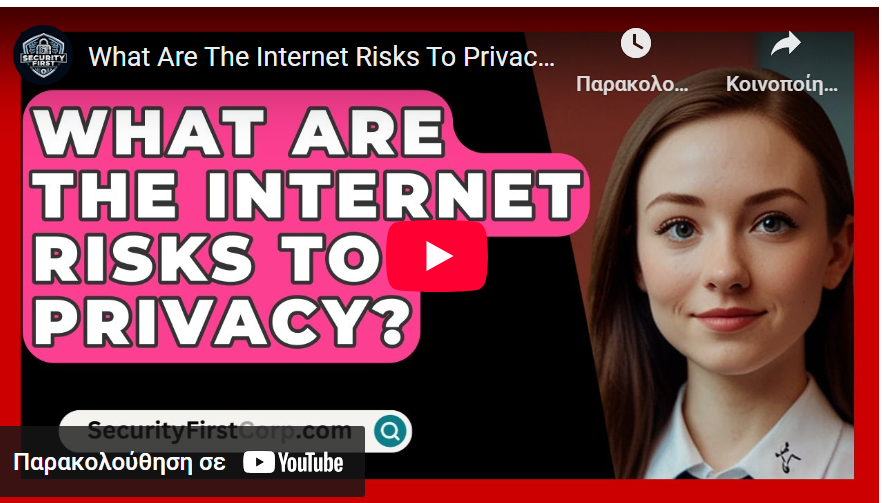 SECURITY
FIRST
What Are The Internet Risks To Privac...
Παρακολο...
Κοινοποίη...
WHAT ARE
THE INTERNET
RISKS TO
PRIVACY?
SecurityFirstCorp.com
Παρακολούθηση σε YouTube